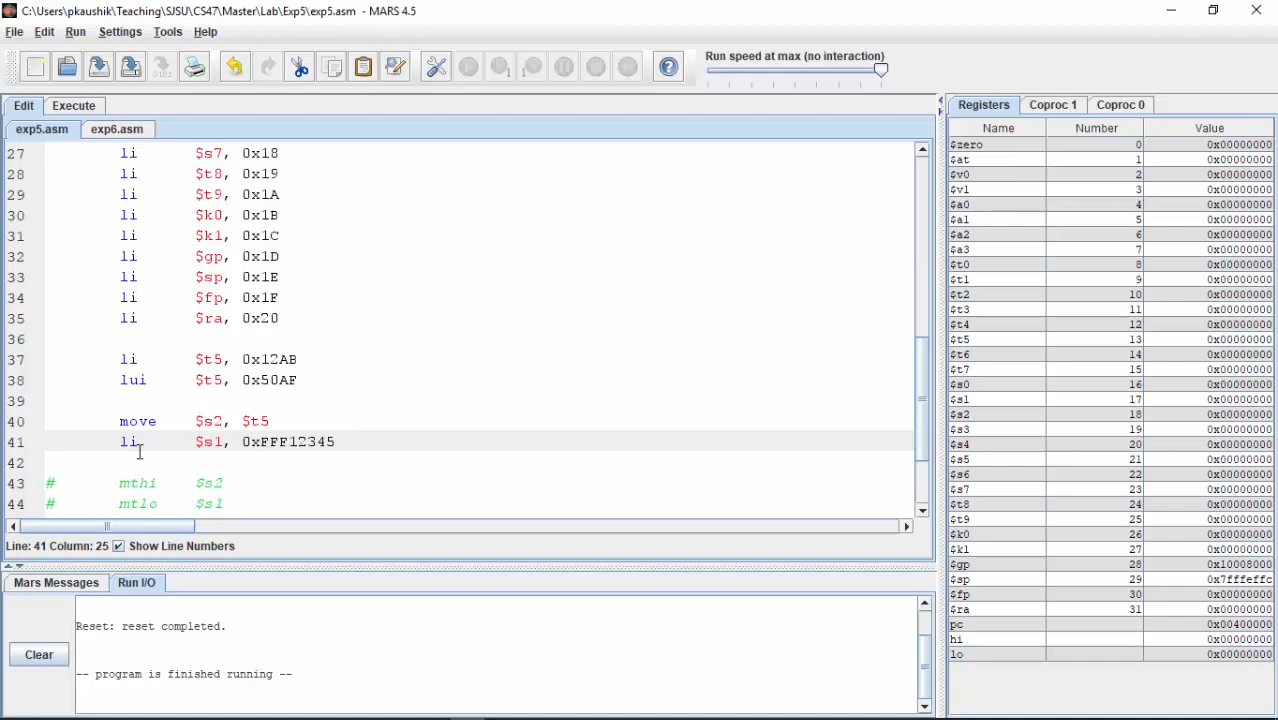 C:\Users\pkaushik\Teaching\SJSU\CS47\Master\Lab\Exp5\exp5.asm - MARS 4.5
File Edit Run Settings Tools Help
Run speed at max (no interaction)
Edit Execute
exp5.asm exp6.asm
27 li $s7, 0x18
28 li $t8, 0x19
29 li $t9, 0x1A
30 li $k0, 0x1B
31 li $k1, 0x1C
32 li $gp, 0x1D
33 li $sp, 0x1E
34 li $fp, 0x1F
35 li $ra, 0x20
36
37 li $t5, 0x12AB
38 lui $t5, 0x50AF
39
40 move $s2, $t5
41 li $s1, 0xFFF12345
42
43 # mthi $s2
44 # mtlo $s1
Line: 41 Column: 25 Show Line Numbers
Mars Messages Run I/O
Reset: reset completed.
-- program is finished running --
Clear
Registers Coproc 1 Coproc 0
Name Number Value
$zero 0 0x00000000
$at 1 0x00000000
$v0 2 0x00000000
$v1 3 0x00000000
$a0 4 0x00000000
$a1 5 0x00000000
$a2 6 0x00000000
$a3 7 0x00000000
$t0 8 0x00000000
$t1 9 0x00000000
$t2 10 0x00000000
$t3 11 0x00000000
$t4 12 0x00000000
$t5 13 0x00000000
$t6 14 0x00000000
$t7 15 0x00000000
$s0 16 0x00000000
$s1 17 0x00000000
$s2 18 0x00000000
$s3 19 0x00000000
$s4 20 0x00000000
$s5 21 0x00000000
$s6 22 0x00000000
$s7 23 0x00000000
$t8 24 0x00000000
$t9 25 0x00000000
$k0 26 0x00000000
$k1 27 0x00000000
$gp 28 0x10008000
$sp 29 0x7fffeffc
$fp 30 0x00000000
$ra 31 0x00000000
pc 0x00400000
hi 0x00000000
lo 0x00000000